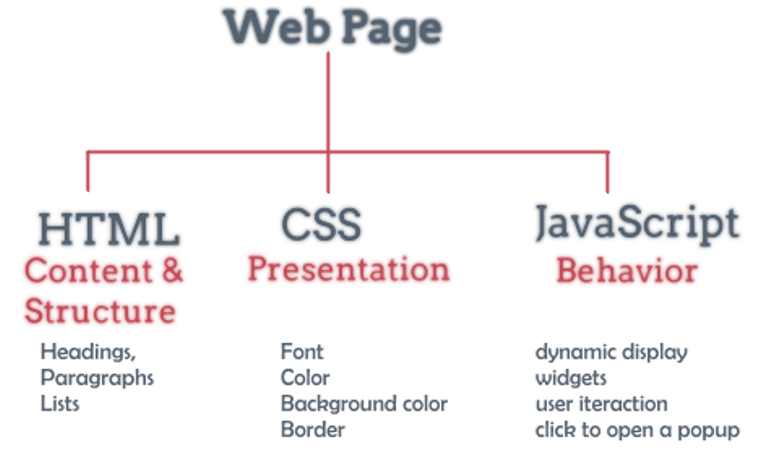 Web Page
HTML
Content &
Structure
Headings,
Paragraphs
Lists
CSS
Presentation
Font
Color
Background color
Border
JavaScript
Behavior
dynamic display
widgets
user iteraction
click to open a popup